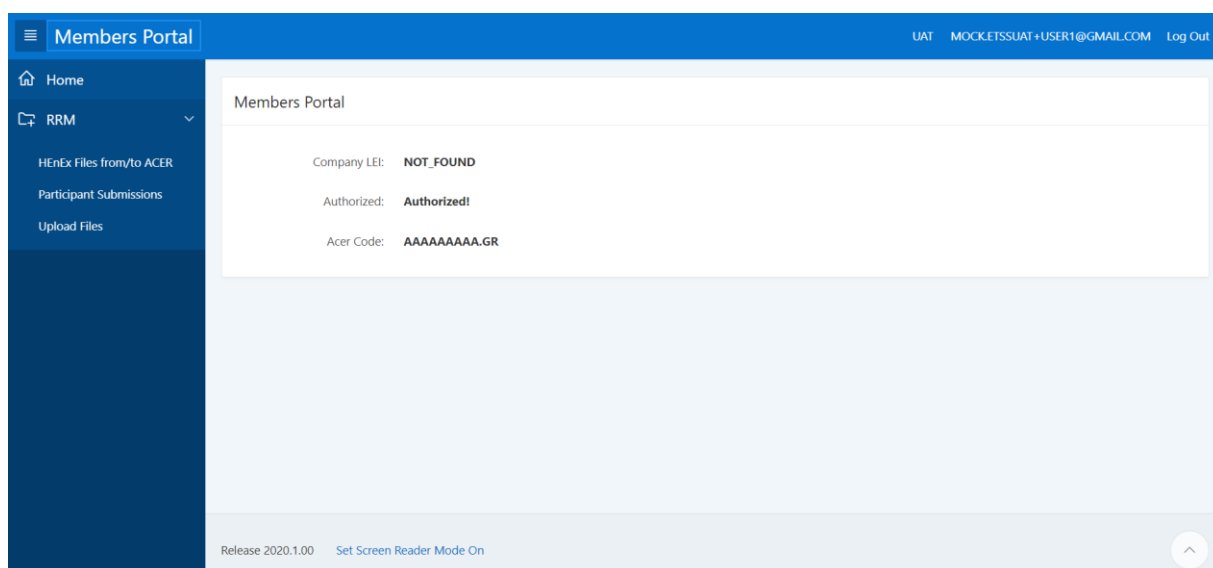 Members Portal
UAT MOCK.ETSSUAT+USER1@GMAIL.COM Log Out
Home
RRM
HEnEx Files from/to ACER
Participant Submissions
Upload Files
Members Portal
Company LEI: NOT_FOUND
Authorized: Authorized!
Acer Code: AAAAAAAAA.GR
Release 2020.1.00 Set Screen Reader Mode On